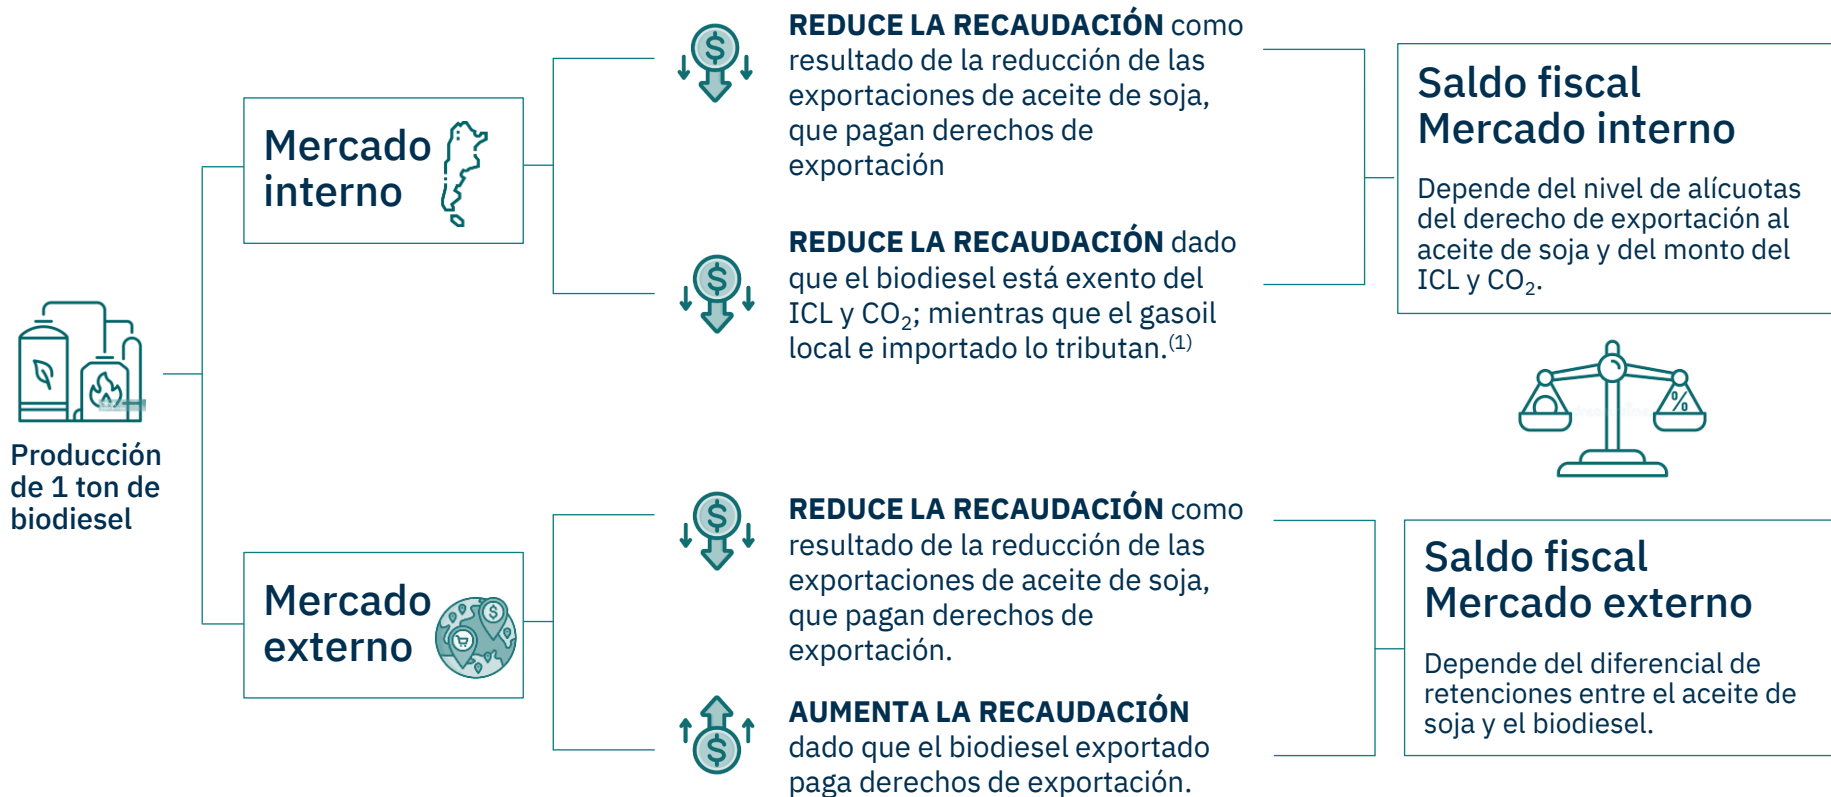 Producción
de 1 ton de
biodiesel
Mercado
interno
REDUCE LA RECAUDACIÓN como
resultado de la reducción de las
exportaciones de aceite de soja,
que pagan derechos de
exportación
REDUCE LA RECAUDACIÓN dado
que el biodiesel está exento del
ICL y CO₂; mientras que el gasoil
local e importado lo tributan.⁽¹⁾
Saldo fiscal
Mercado interno
Depende del nivel de alícuotas
del derecho de exportación al
aceite de soja y del monto del
ICL y CO₂.
%
Mercado
externo
REDUCE LA RECAUDACIÓN como
resultado de la reducción de las
exportaciones de aceite de soja,
que pagan derechos de
exportación.
AUMENTA LA RECAUDACIÓN
dado que el biodiesel exportado
paga derechos de exportación.
Saldo fiscal
Mercado externo
Depende del diferencial de
retenciones entre el aceite de
soja y el biodiesel.